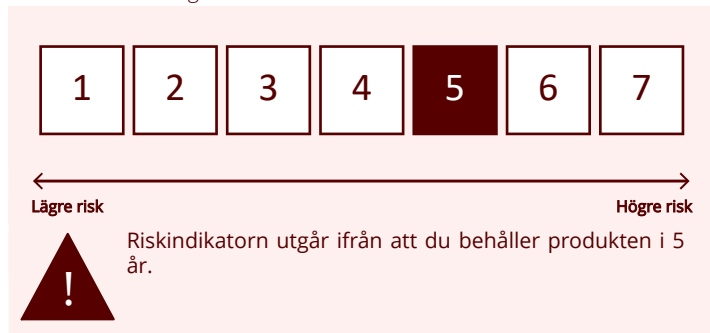 1 2 3 4 5 6 7
Lägre risk Högre risk
! Riskindikatorn utgår ifrån att du behåller produkten i 5
år.